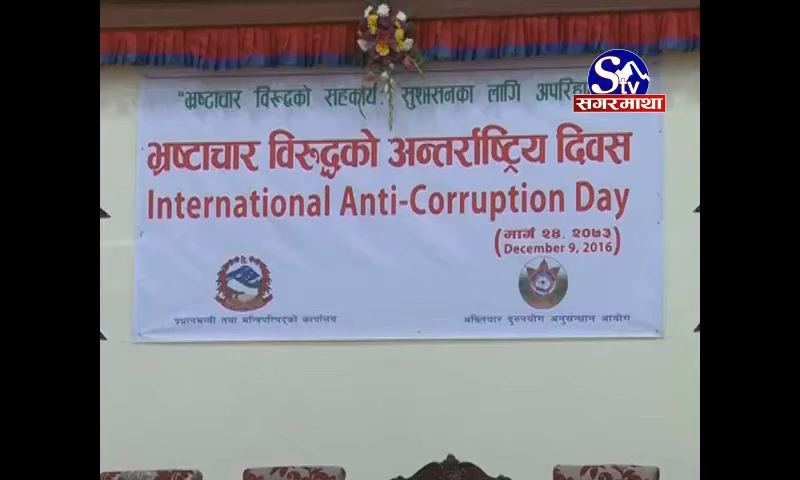 "भ्रष्टाचार विरूद्धको सहकार्य: सुशासनका लागि
Stv
सगरमाथा
भ्रष्टाचार विरूद्धको अन्तर्राष्ट्रिय दिवस
International Anti-Corruption Day
(मार्ग २४, २०७३
December 9, 2016)
प्रधानमन्त्री तथा मन्त्रिपरिषद्को कार्यालय
अख्तियार दुरुपयोग अनुसन्धान आयोग